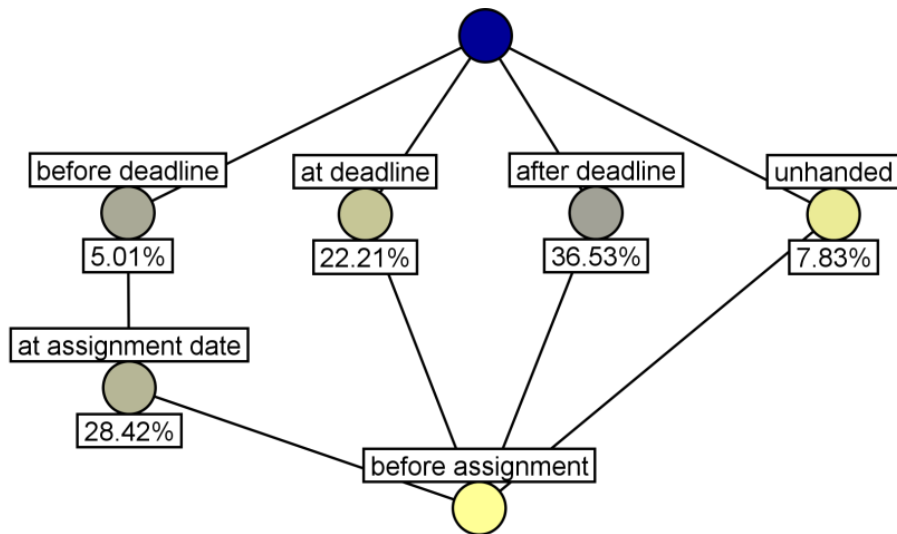 before deadline
at deadline
after deadline
unhanded
5.01%
22.21%
36.53%
7.83%
at assignment date
28.42%
before assignment